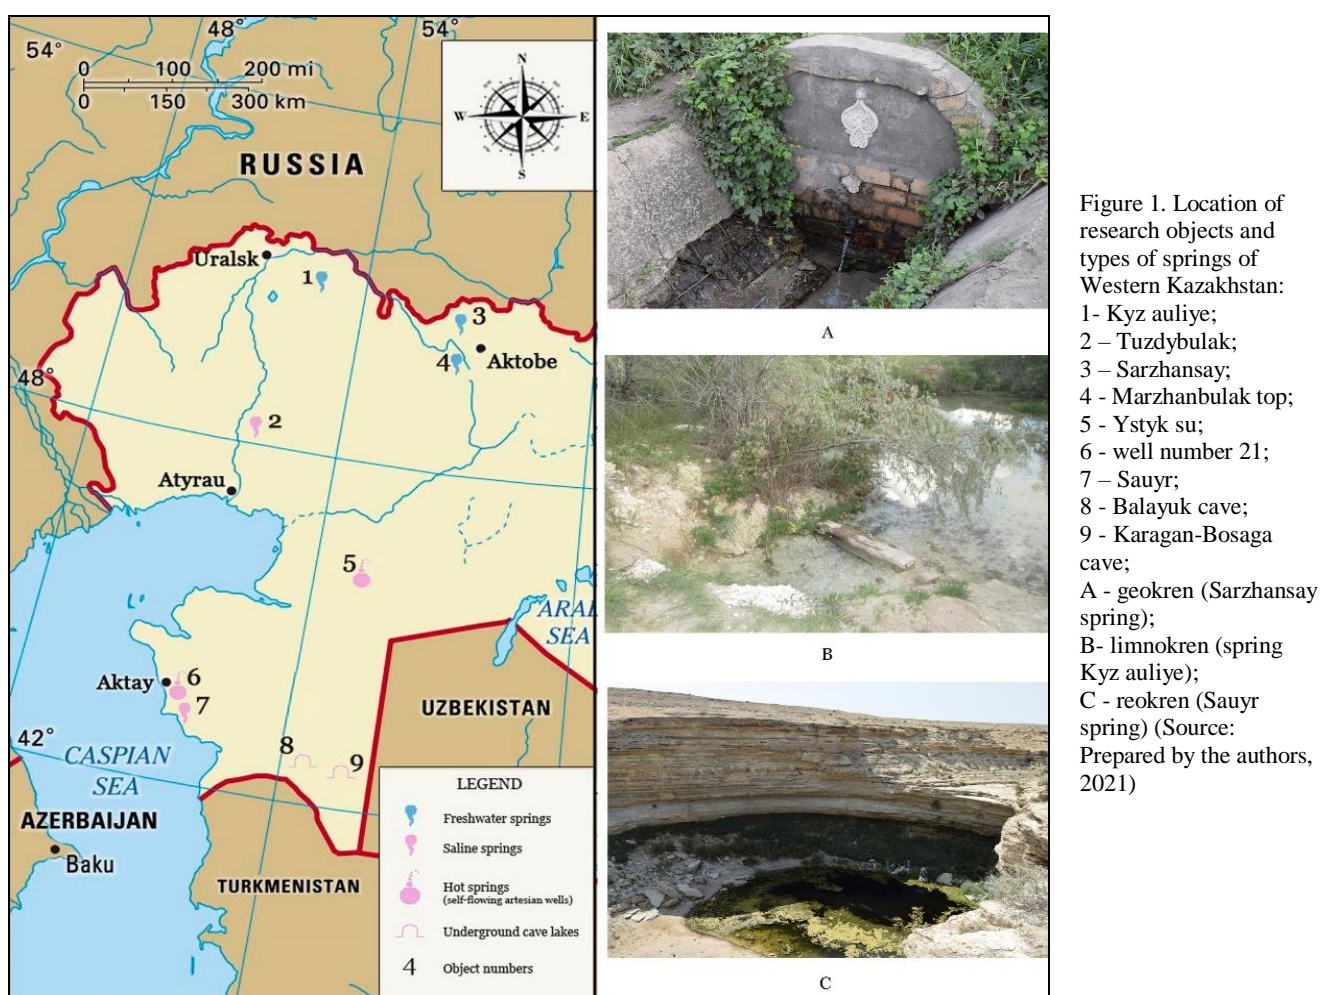 48°
54°
54°
0 100 200 mi
0 150 300 km
N
W
E
S
RUSSIA
Uralsk
1
3
4
Aktobe
48°
2
Atyrau
5
ARAL
SEA
Aktay
6
7
UZBEKISTAN
42°
CASPIAN
SEA
8
9
AZERBAIJAN
Baku
TURKMENISTAN
LEGEND
Freshwater springs
Saline springs
Hot springs
(self-flowing artesian wells)
Underground cave lakes
4 Object numbers
A
B
C
Figure 1. Location of
research objects and
types of springs of
Western Kazakhstan:
1- Kyz auliye;
2 – Tuzdybulak;
3 – Sarzhansay;
4 - Marzhanbulak top;
5 - Ystyk su;
6 - well number 21;
7 – Sauyr;
8 - Balayuk cave;
9 - Karagan-Bosaga
cave;
A - geokren (Sarzhansay
spring);
B- limnokren (spring
Kyz auliye);
C - reokren (Sauyr
spring) (Source:
Prepared by the authors,
2021)